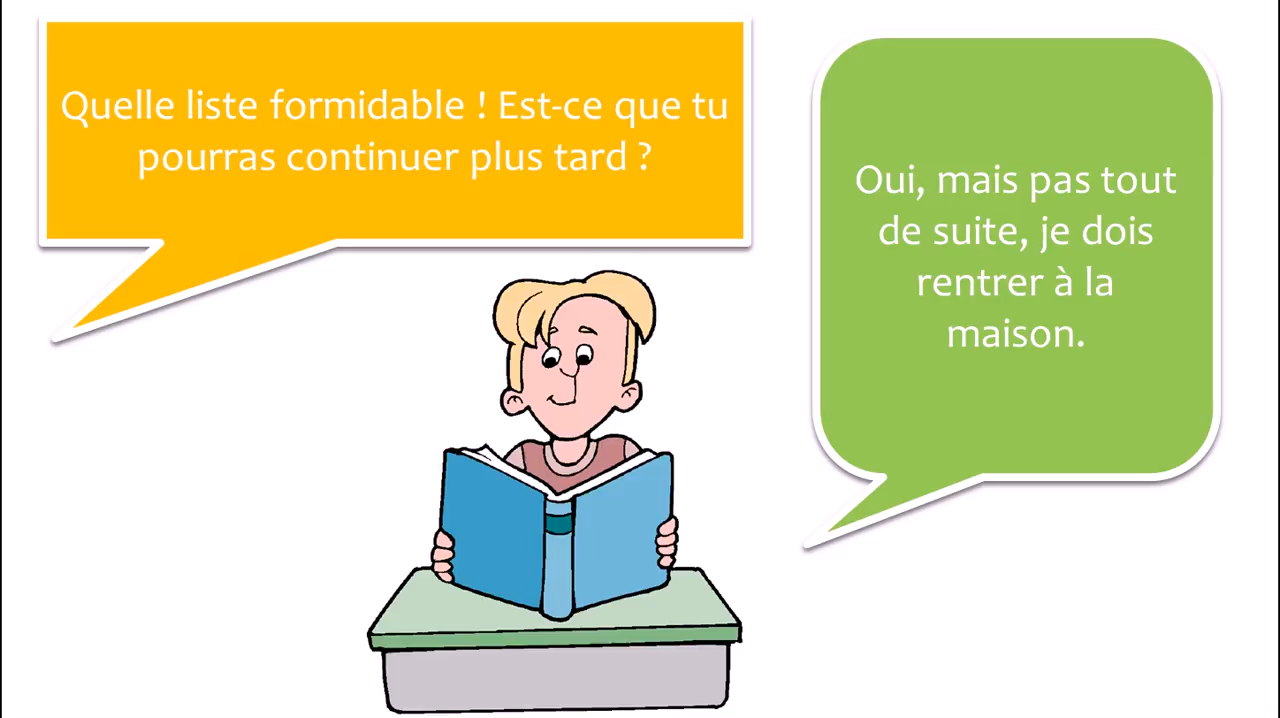 Quelle liste formidable ! Est-ce que tu
pourras continuer plus tard ?
Oui, mais pas tout
de suite, je dois
rentrer à la
maison.